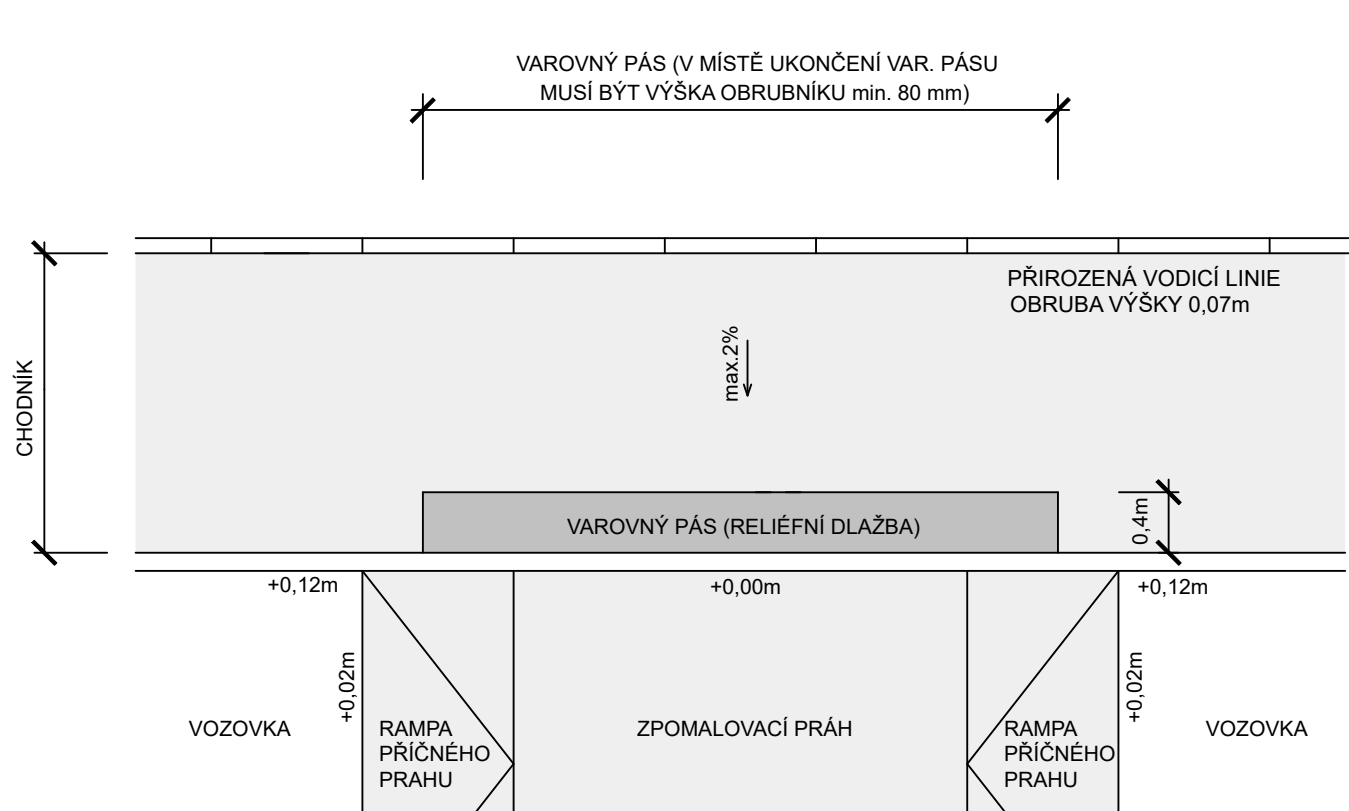 VAROVNÝ PÁS (V MÍSTĚ UKONČENÍ VAR. PÁSU
MUSÍ BÝT VÝŠKA OBRUBNÍKU min. 80 mm)
PŘIROZENÁ VODICÍ LINIE
OBRUBA VÝŠKY 0,07m
CHODNÍK
max.2%
VAROVNÝ PÁS (RELIÉFNÍ DLAŽBA)
0,4m
+0,12m
+0,00m
+0,12m
+0,02m
+0,02m
VOZOVKA
RAMPA
PŘÍČNÉHO
PRAHU
ZPOMALOVACÍ PRÁH
RAMPA
PŘÍČNÉHO
PRAHU
VOZOVKA